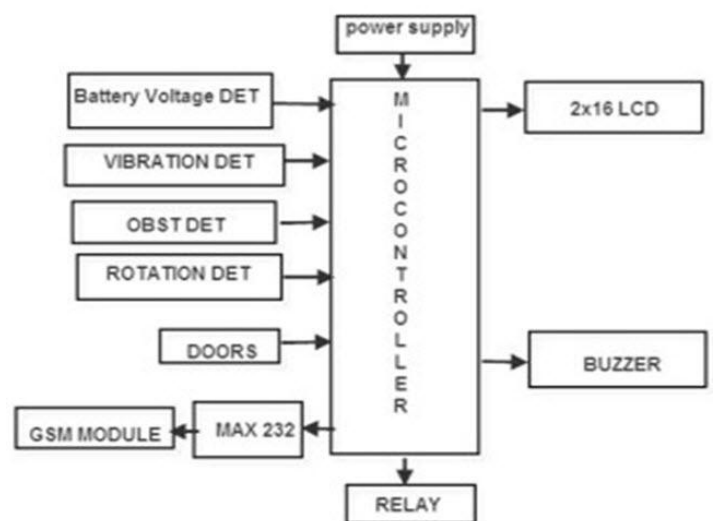 power supply
Battery Voltage DET
VIBRATION DET
OBST DET
ROTATION DET
DOORS
GSM MODULE
MAX 232
MICROCONTROLLER
2x16 LCD
BUZZER
RELAY